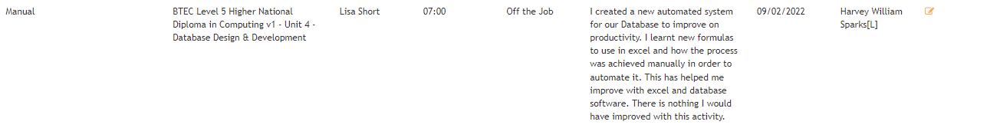 Manual
BTEC Level 5 Higher National
Diploma in Computing v1 - Unit 4 -
Database Design & Development
Lisa Short
07:00
Off the Job
I created a new automated system
for our Database to improve on
productivity. I learnt new formulas
to use in excel and how the process
was achieved manually in order to
automate it. This has helped me
improve with excel and database
software. There is nothing I would
have improved with this activity.
09/02/2022
Harvey William
Sparks[L]